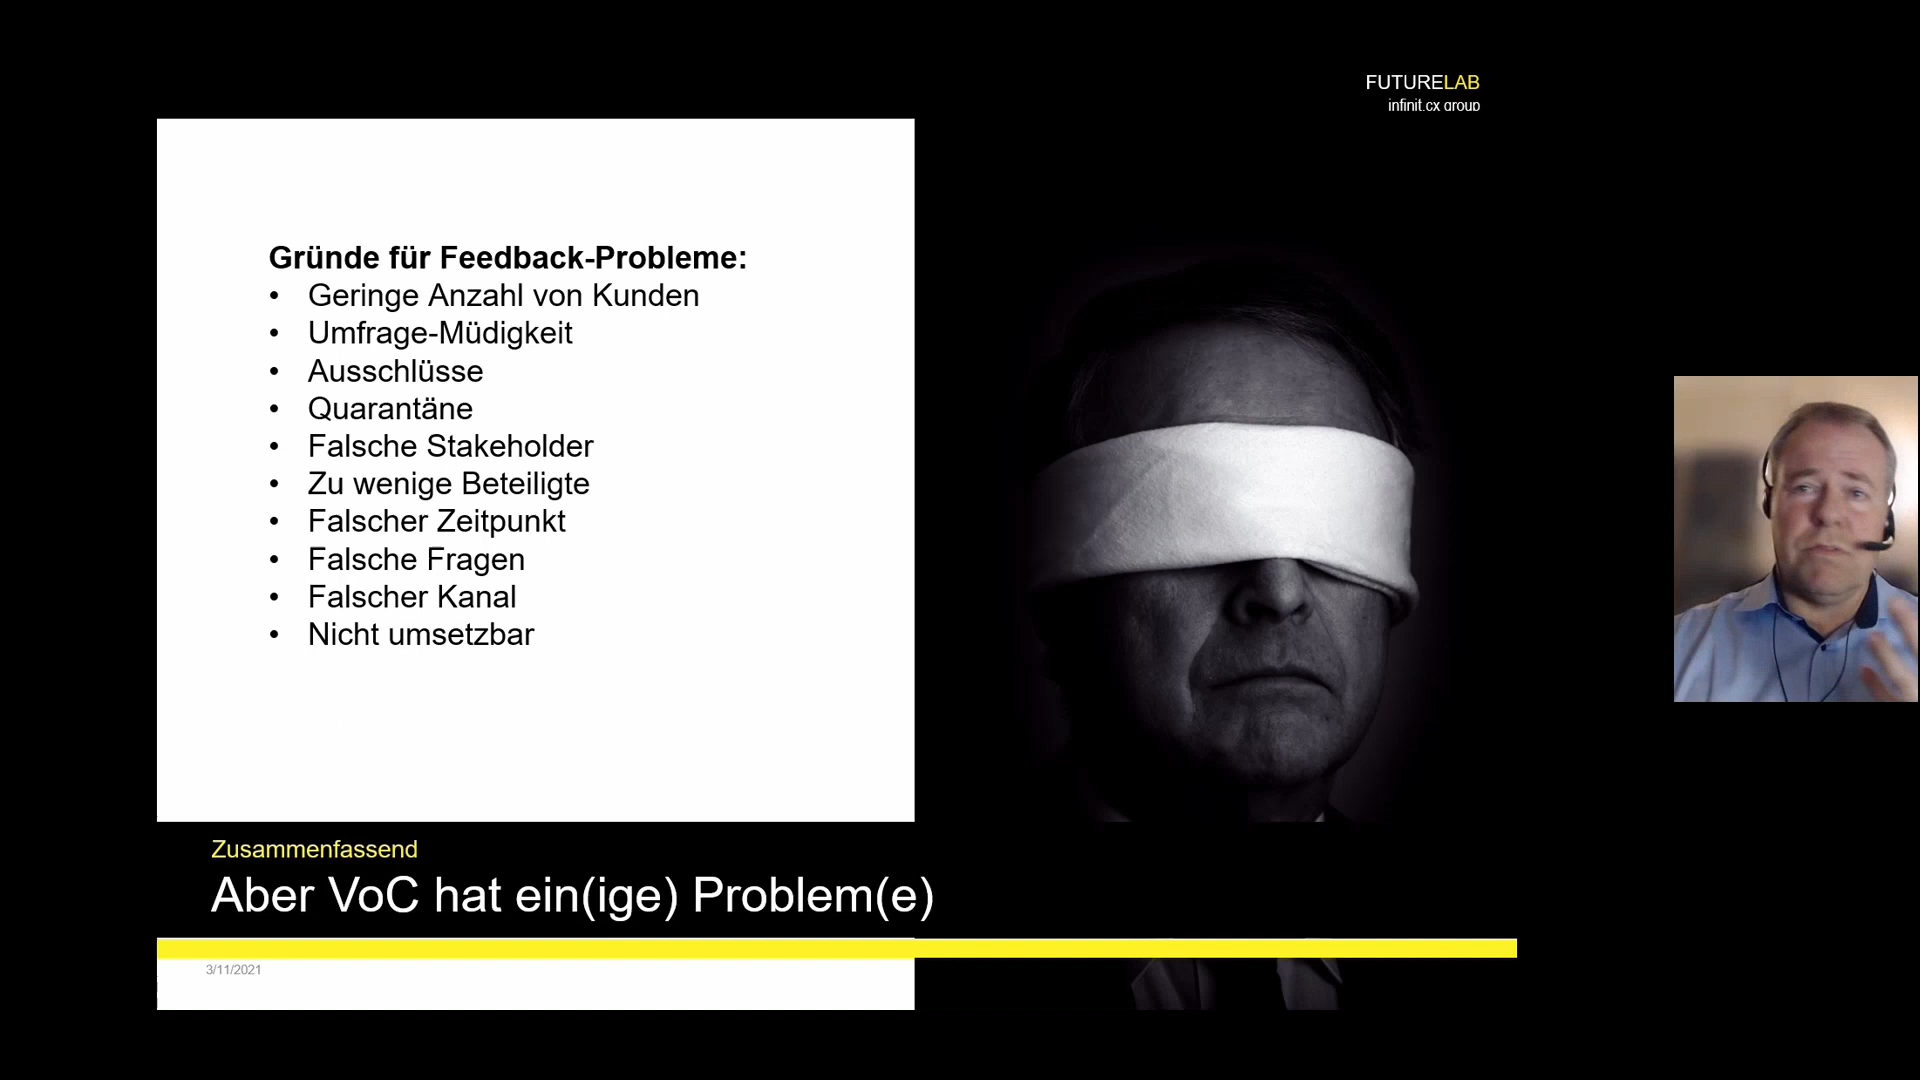 FUTURELAB
infinit.cx group
Gründe für Feedback-Probleme:
• Geringe Anzahl von Kunden
• Umfrage-Müdigkeit
• Ausschlüsse
• Quarantäne
• Falsche Stakeholder
• Zu wenige Beteiligte
• Falscher Zeitpunkt
• Falsche Fragen
• Falscher Kanal
• Nicht umsetzbar
Zusammenfassend
Aber VoC hat ein(ige) Problem(e)
3/11/2021